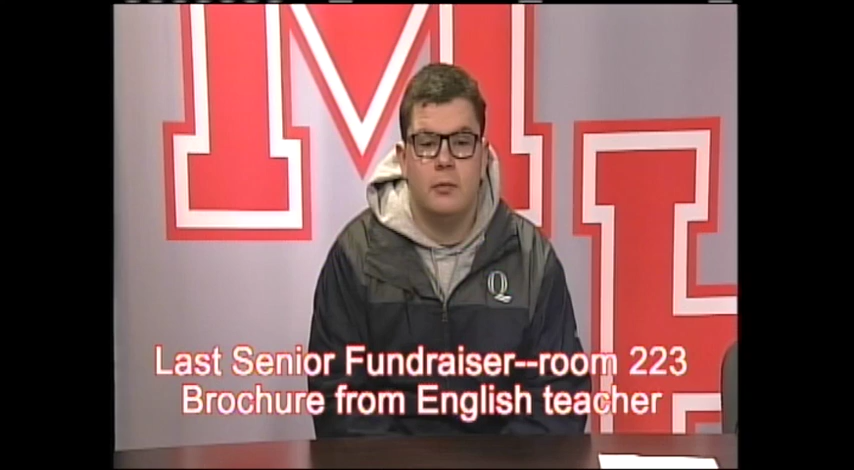 M H
Q
Last Senior Fundraiser--room 223
Brochure from English teacher